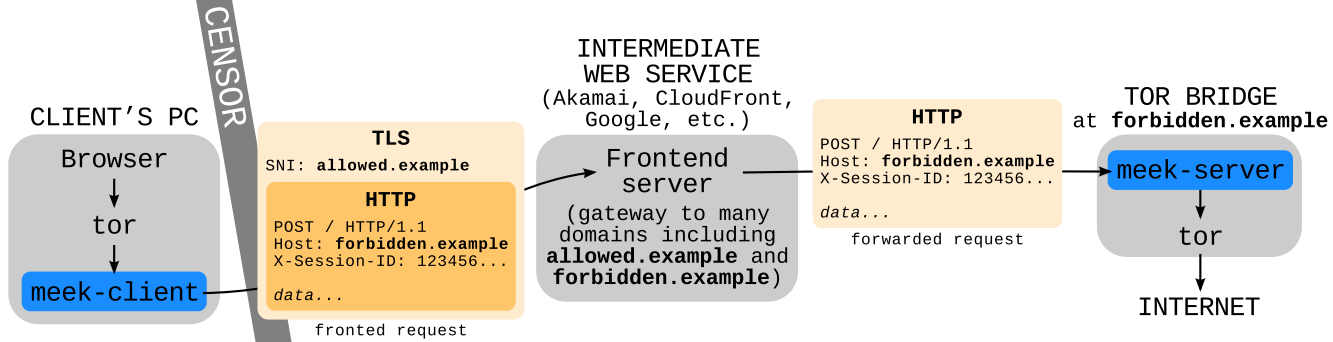 CENSOR
CLIENT’S PC
Browser
tor
meek-client
TLS
SNI: allowed.example
HTTP
POST / HTTP/1.1
Host: forbidden.example
X-Session-ID: 123456...
data...
fronted request
INTERMEDIATE
WEB SERVICE
(Akamai, CloudFront,
Google, etc.)
Frontend
server
(gateway to many
domains including
allowed.example and
forbidden.example)
HTTP
POST / HTTP/1.1
Host: forbidden.example
X-Session-ID: 123456...
data...
forwarded request
TOR BRIDGE
at forbidden.example
meek-server
tor
INTERNET